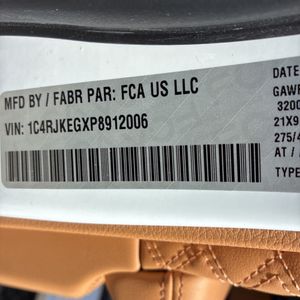 MFD BY / FABR PAR: FCA US LLC
VIN: 1C4RJKEGXP8912006
DATE
GAWR
3200
21X9
275/4
AT / 
TYPE